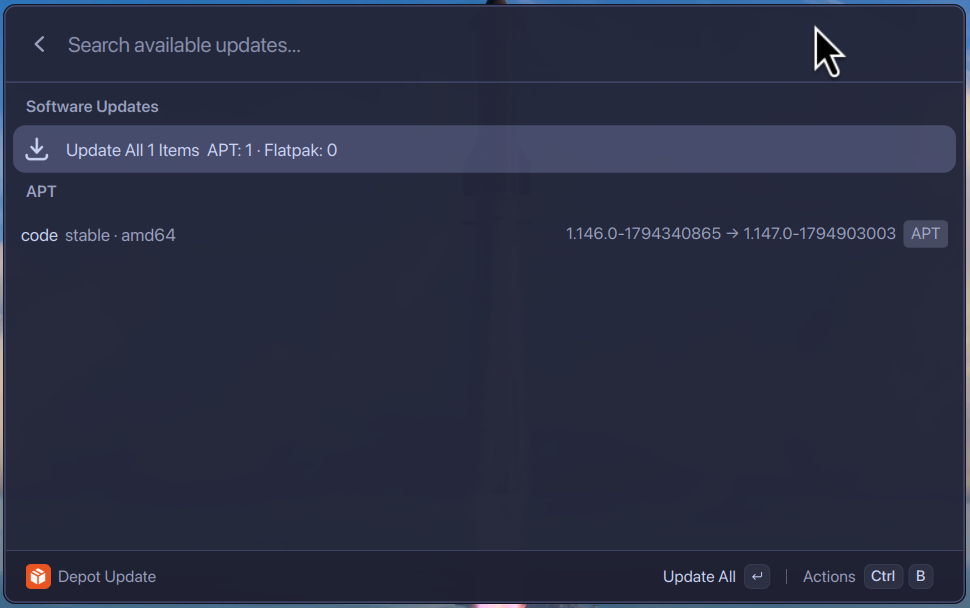 Search available updates...
Software Updates
Update All 1 Items APT: 1 · Flatpak: 0
APT
code stable · amd64 1.146.0-1794340865 → 1.147.0-1794903003 APT
Depot Update Update All ↵ | Actions Ctrl B